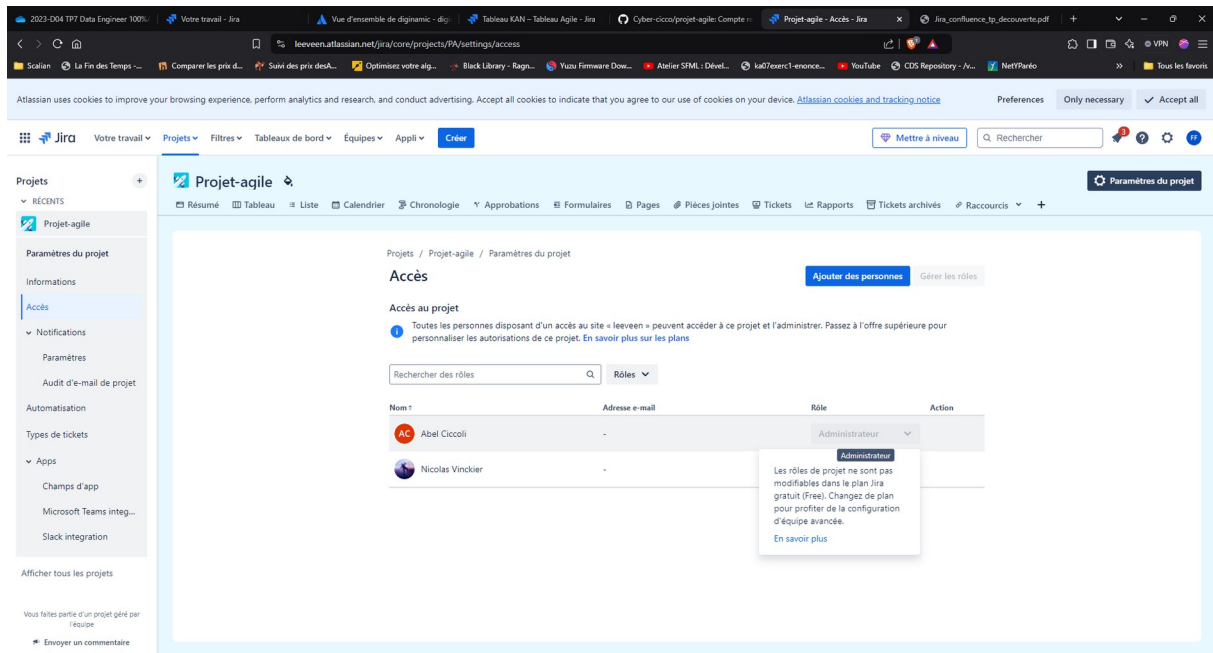 2023-D04 TP7 Data Engineer 100%/
Votre travail - Jira
Vue d'ensemble de diginamic - digi
Tableau KAN – Tableau Agile - Jira
Cyber-cicco/projet-agile: Compte re
Projet-agile - Accès - Jira
Jira_confluence_tp_decouverte.pdf
leeveen.atlassian.net/jira/core/projects/PA/settings/access
VPN
Scalian
La Fin des Temps -...
Comparer les prix d...
Suivi des prix desA...
Optimisez votre alg...
Black Library - Ragn...
Yuzu Firmware Dow...
Atelier SFML : Dével...
ka07exerc1-enonce...
YouTube
CDS Repository - /v...
NetYParéo
Tous les favoris
Atlassian uses cookies to improve your browsing experience, perform analytics and research, and conduct advertising. Accept all cookies to indicate that you agree to our use of cookies on your device. Atlassian cookies and tracking notice
Preferences
Only necessary
Accept all
Jira
Votre travail
Projets
Filtres
Tableaux de bord
Équipes
Appli
Créer
Mettre à niveau
Rechercher
3
FF
Projets
RÉCENTS
Projet-agile
Paramètres du projet
Informations
Accès
Notifications
Paramètres
Audit d'e-mail de projet
Automatisation
Types de tickets
Apps
Champs d'app
Microsoft Teams integ...
Slack integration
Afficher tous les projets
Vous faites partie d'un projet géré par
l'équipe
Envoyer un commentaire
Projet-agile
Paramètres du projet
Résumé
Tableau
Liste
Calendrier
Chronologie
Approbations
Formulaires
Pages
Pièces jointes
Tickets
Rapports
Tickets archivés
Raccourcis
Projets / Projet-agile / Paramètres du projet
Accès
Ajouter des personnes
Gérer les rôles
Accès au projet
Toutes les personnes disposant d'un accès au site « leeveen » peuvent accéder à ce projet et l'administrer. Passez à l'offre supérieure pour
personnaliser les autorisations de ce projet. En savoir plus sur les plans
Rechercher des rôles
Rôles
Nom
Adresse e-mail
Rôle
Action
AC
Abel Ciccoli
-
Administrateur
Nicolas Vinckier
-
Administrateur
Les rôles de projet ne sont pas
modifiables dans le plan Jira
gratuit (Free). Changez de plan
pour profiter de la configuration
d'équipe avancée.
En savoir plus